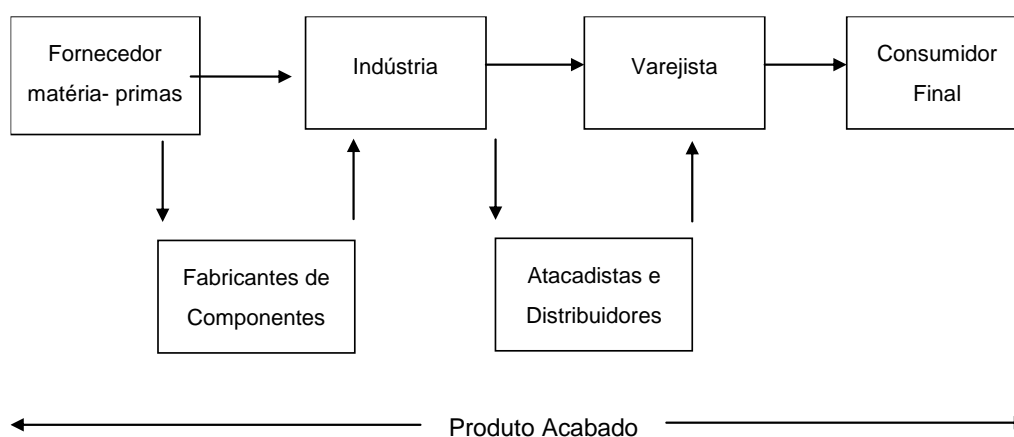 Fornecedor
matéria- primas
Indústria
Varejista
Consumidor
Final
Fabricantes de
Componentes
Atacadistas e
Distribuidores
Produto Acabado